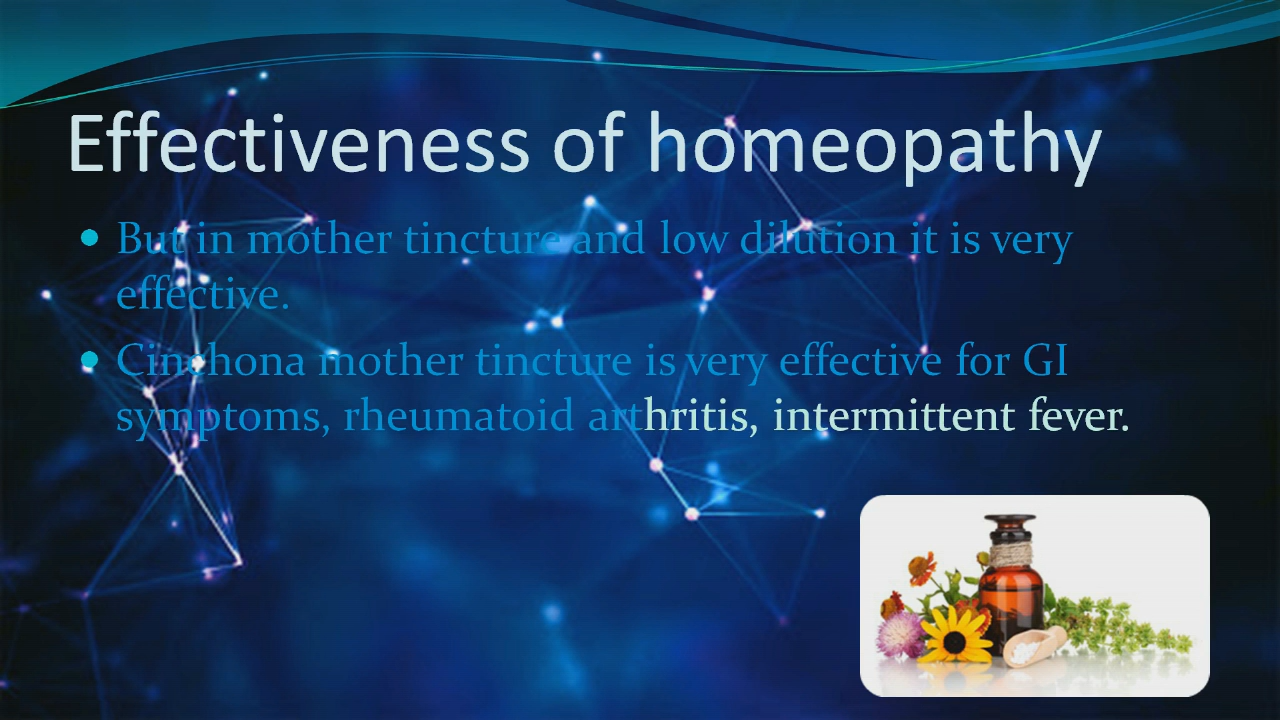 Effectiveness of homeopathy
But in mother tincture and low dilution it is very
effective.
Cinchona mother tincture is very effective for GI
symptoms, rheumatoid arthritis, intermittent fever.